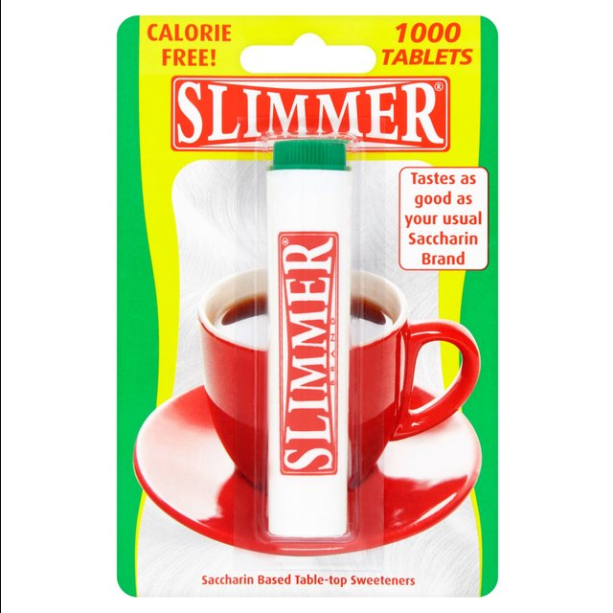 CALORIE
FREE!
1000
TABLETS
SLIMMER®
Tastes as
good as
your usual
Saccharin
Brand
SLIMMER®
BRAND
Saccharin Based Table-top Sweeteners